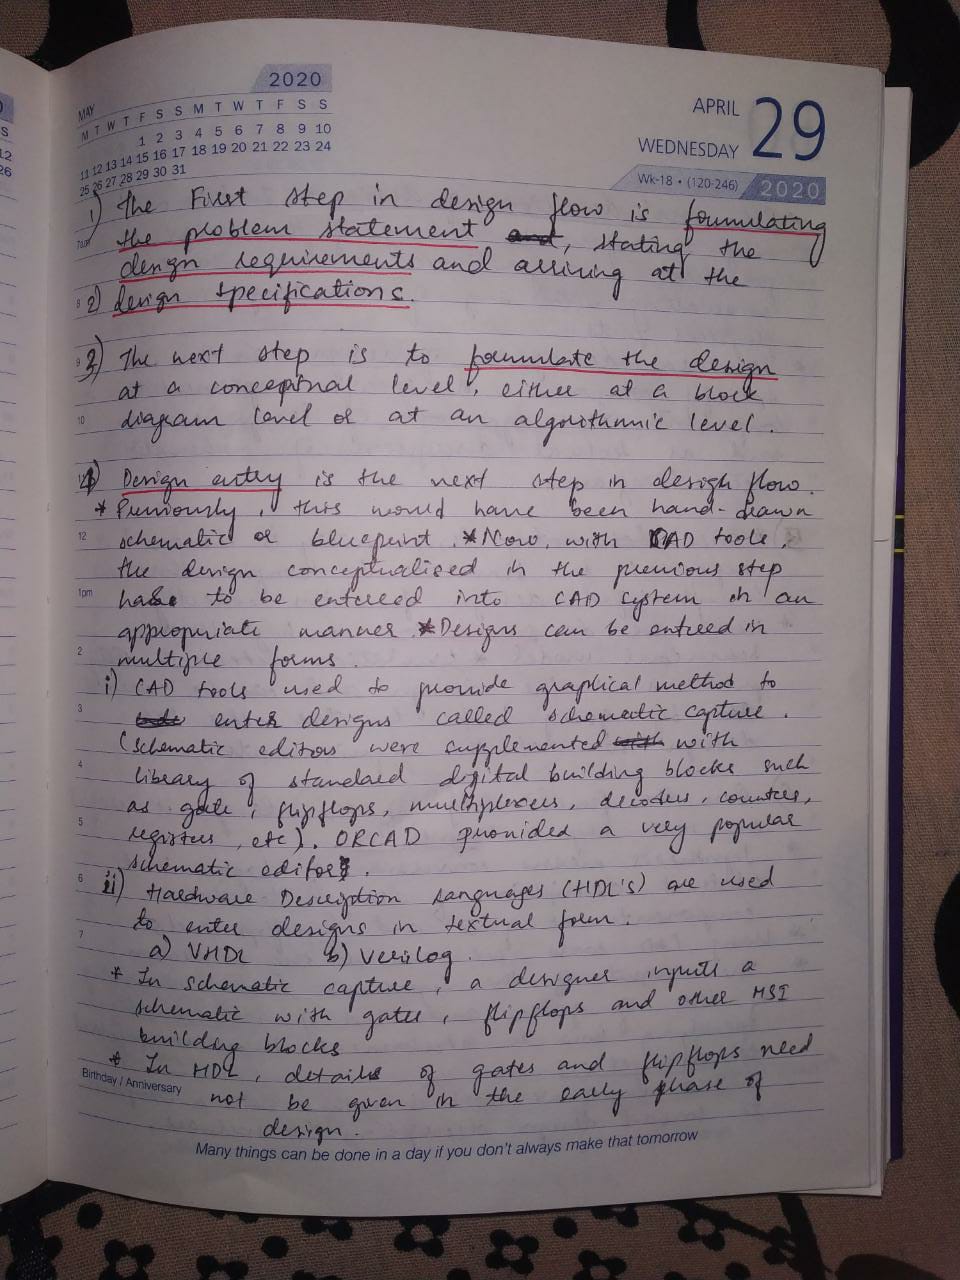 2020
MAY
M T W T F S S M T W T F S S
1 2 3 4 5 6 7 8 9 10
11 12 13 14 15 16 17 18 19 20 21 22 23 24
25 26 27 28 29 30 31
APRIL 29
WEDNESDAY
Wk-18 • (120-246) 2020
1) The First step in design flow is formulating
7am the problem statement and, stating the
design requirements and arriving at the
8 2) design specifications.
9 3) The next step is to formulate the design
at a conceptual level, either at a block
10 diagram level or at an algorithmic level.
4) Design entry is the next step in design flow.
* Previously, this would have been hand-drawn
12 schematic or blueprint. * Now, with CAD tools,
the design conceptualised in the previous step
1pm has to be entered into CAD system in an
appropriate manner * Designs can be entred in
2 multiple forms.
i) CAD tools used to provide graphical method to
3 enter designs called schematic capture.
(schematic editors were supplemented with with
4 library of standard digital building blocks such
as gate, flipflops, multiplexers, decoders, counters,
5 registers, etc). ORCAD provided a very popular
schematic editor.
6 ii) Hardware Description Languages (HDL's) are used
to enter designs in textual form.
7 a) VHDL b) Verilog.
* In schematic capture, a designer inputs a
schematic with gates, flipflops and other MSI
building blocks
* In HDL, details of gates and flipflops need
Birthday / Anniversary not be given in the early phase of
design.
Many things can be done in a day if you don't always make that tomorrow